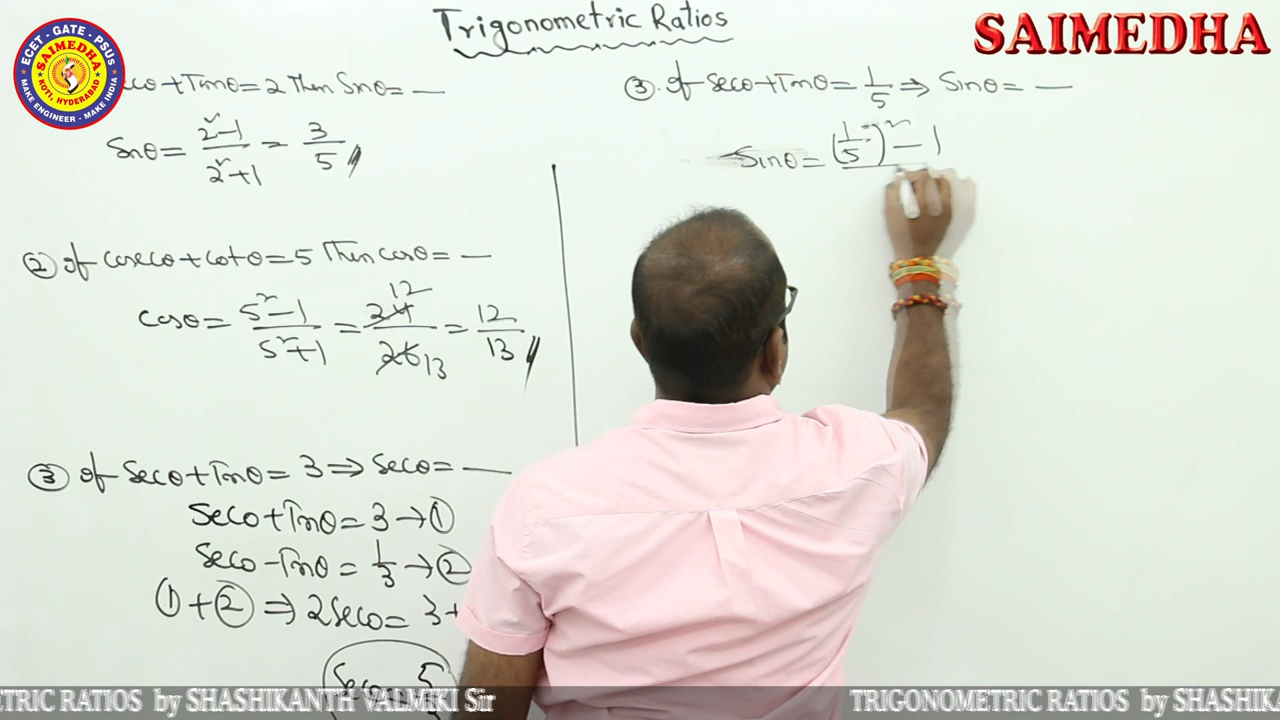 Trigonometric Ratios
SAIMEDHA
ECET - GATE - PSUS
SAIMEDHA
KOTI, HYDERABAD
MAKE ENGINEER - MAKE INDIA
secθ+Tanθ=2 Then Sinθ= —
Sinθ = 2²-1 / 2²+1 = 3/5
② If cosecθ+cotθ=5 Then cosθ= —
cosθ = 5²-1 / 5²+1 = 24/26 = 12/13
③ If Secθ+Tanθ= 3 ⇒ Secθ= —
Secθ+Tanθ= 3 → ①
Secθ-Tanθ= 1/3 → ②
①+② ⇒ 2Secθ= 3+
Secθ = 5/
③. If Secθ+Tanθ= 1/5 ⇒ Sinθ= —
Sinθ = (1/5)² - 1
TRIC RATIOS by SHASHIKANTH VALMIKI Sir
TRIGONOMETRIC RATIOS by SHASHIK